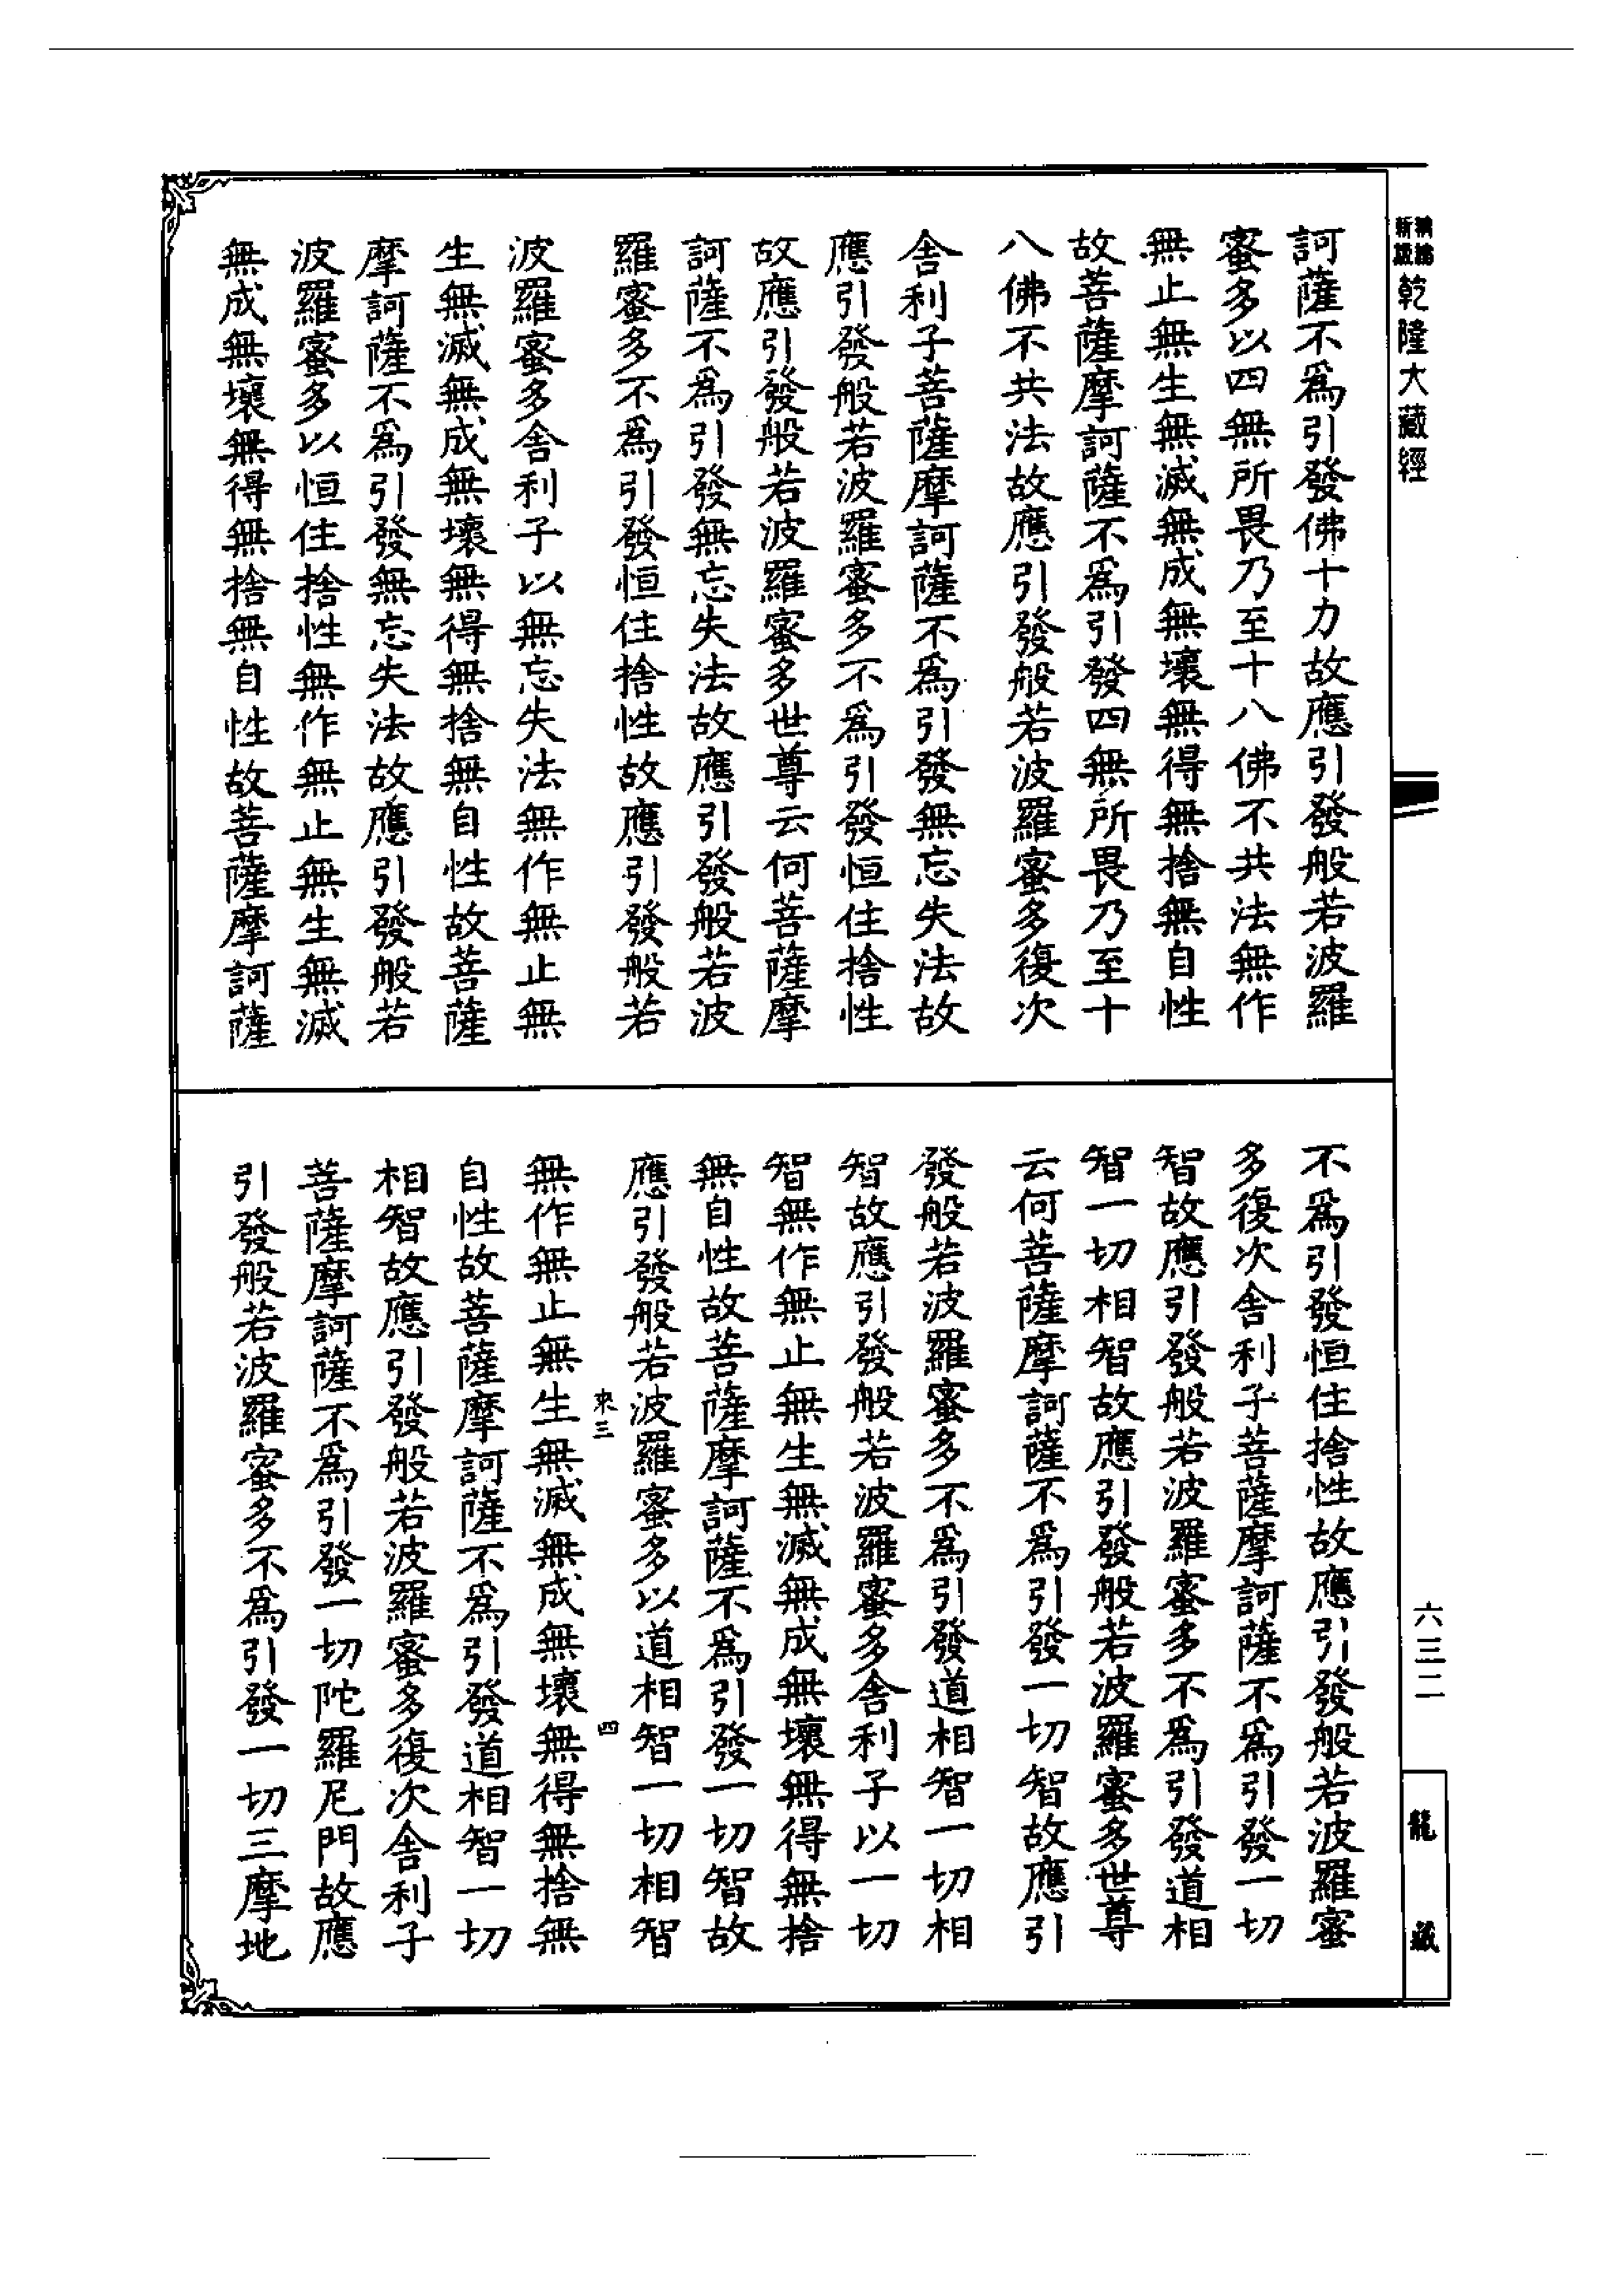 乾隆大藏經
訶薩不爲引發佛十力故應引發般若波羅
蜜多以四無所畏乃至十八佛不共法無作
無止無生無滅無成無壞無得無捨無自性
故菩薩摩訶薩不爲引發四無所畏乃至十
八佛不共法故應引發般若波羅蜜多復次
舍利子菩薩摩訶薩不爲引發無忘失法故
應引發般若波羅蜜多不爲引發恒住捨性
故應引發般若波羅蜜多世尊云何菩薩摩
訶薩不爲引發無忘失法故應引發般若波
羅蜜多不爲引發恒住捨性故應引發般若
波羅蜜多舍利子以無忘失法無作無止無
生無滅無成無壞無得無捨無自性故菩薩
摩訶薩不爲引發無忘失法故應引發般若
波羅蜜多以恒住捨性無作無止無生無滅
無成無壞無得無捨無自性故菩薩摩訶薩
不爲引發恒住捨性故應引發般若波羅蜜
多復次舍利子菩薩摩訶薩不爲引發一切
智故應引發般若波羅蜜多不爲引發道相
智一切相智故應引發般若波羅蜜多世尊
云何菩薩摩訶薩不爲引發一切智故應引
發般若波羅蜜多不爲引發道相智一切相
智故應引發般若波羅蜜多舍利子以一切
智無作無止無生無滅無成無壞無得無捨
無自性故菩薩摩訶薩不爲引發一切智故
應引發般若波羅蜜多以道相智一切相智
來三 四
無作無止無生無滅無成無壞無得無捨無
自性故菩薩摩訶薩不爲引發道相智一切
相智故應引發般若波羅蜜多復次舍利子
菩薩摩訶薩不爲引發一切陀羅尼門故應
引發般若波羅蜜多不爲引發一切三摩地
六三二
龍藏